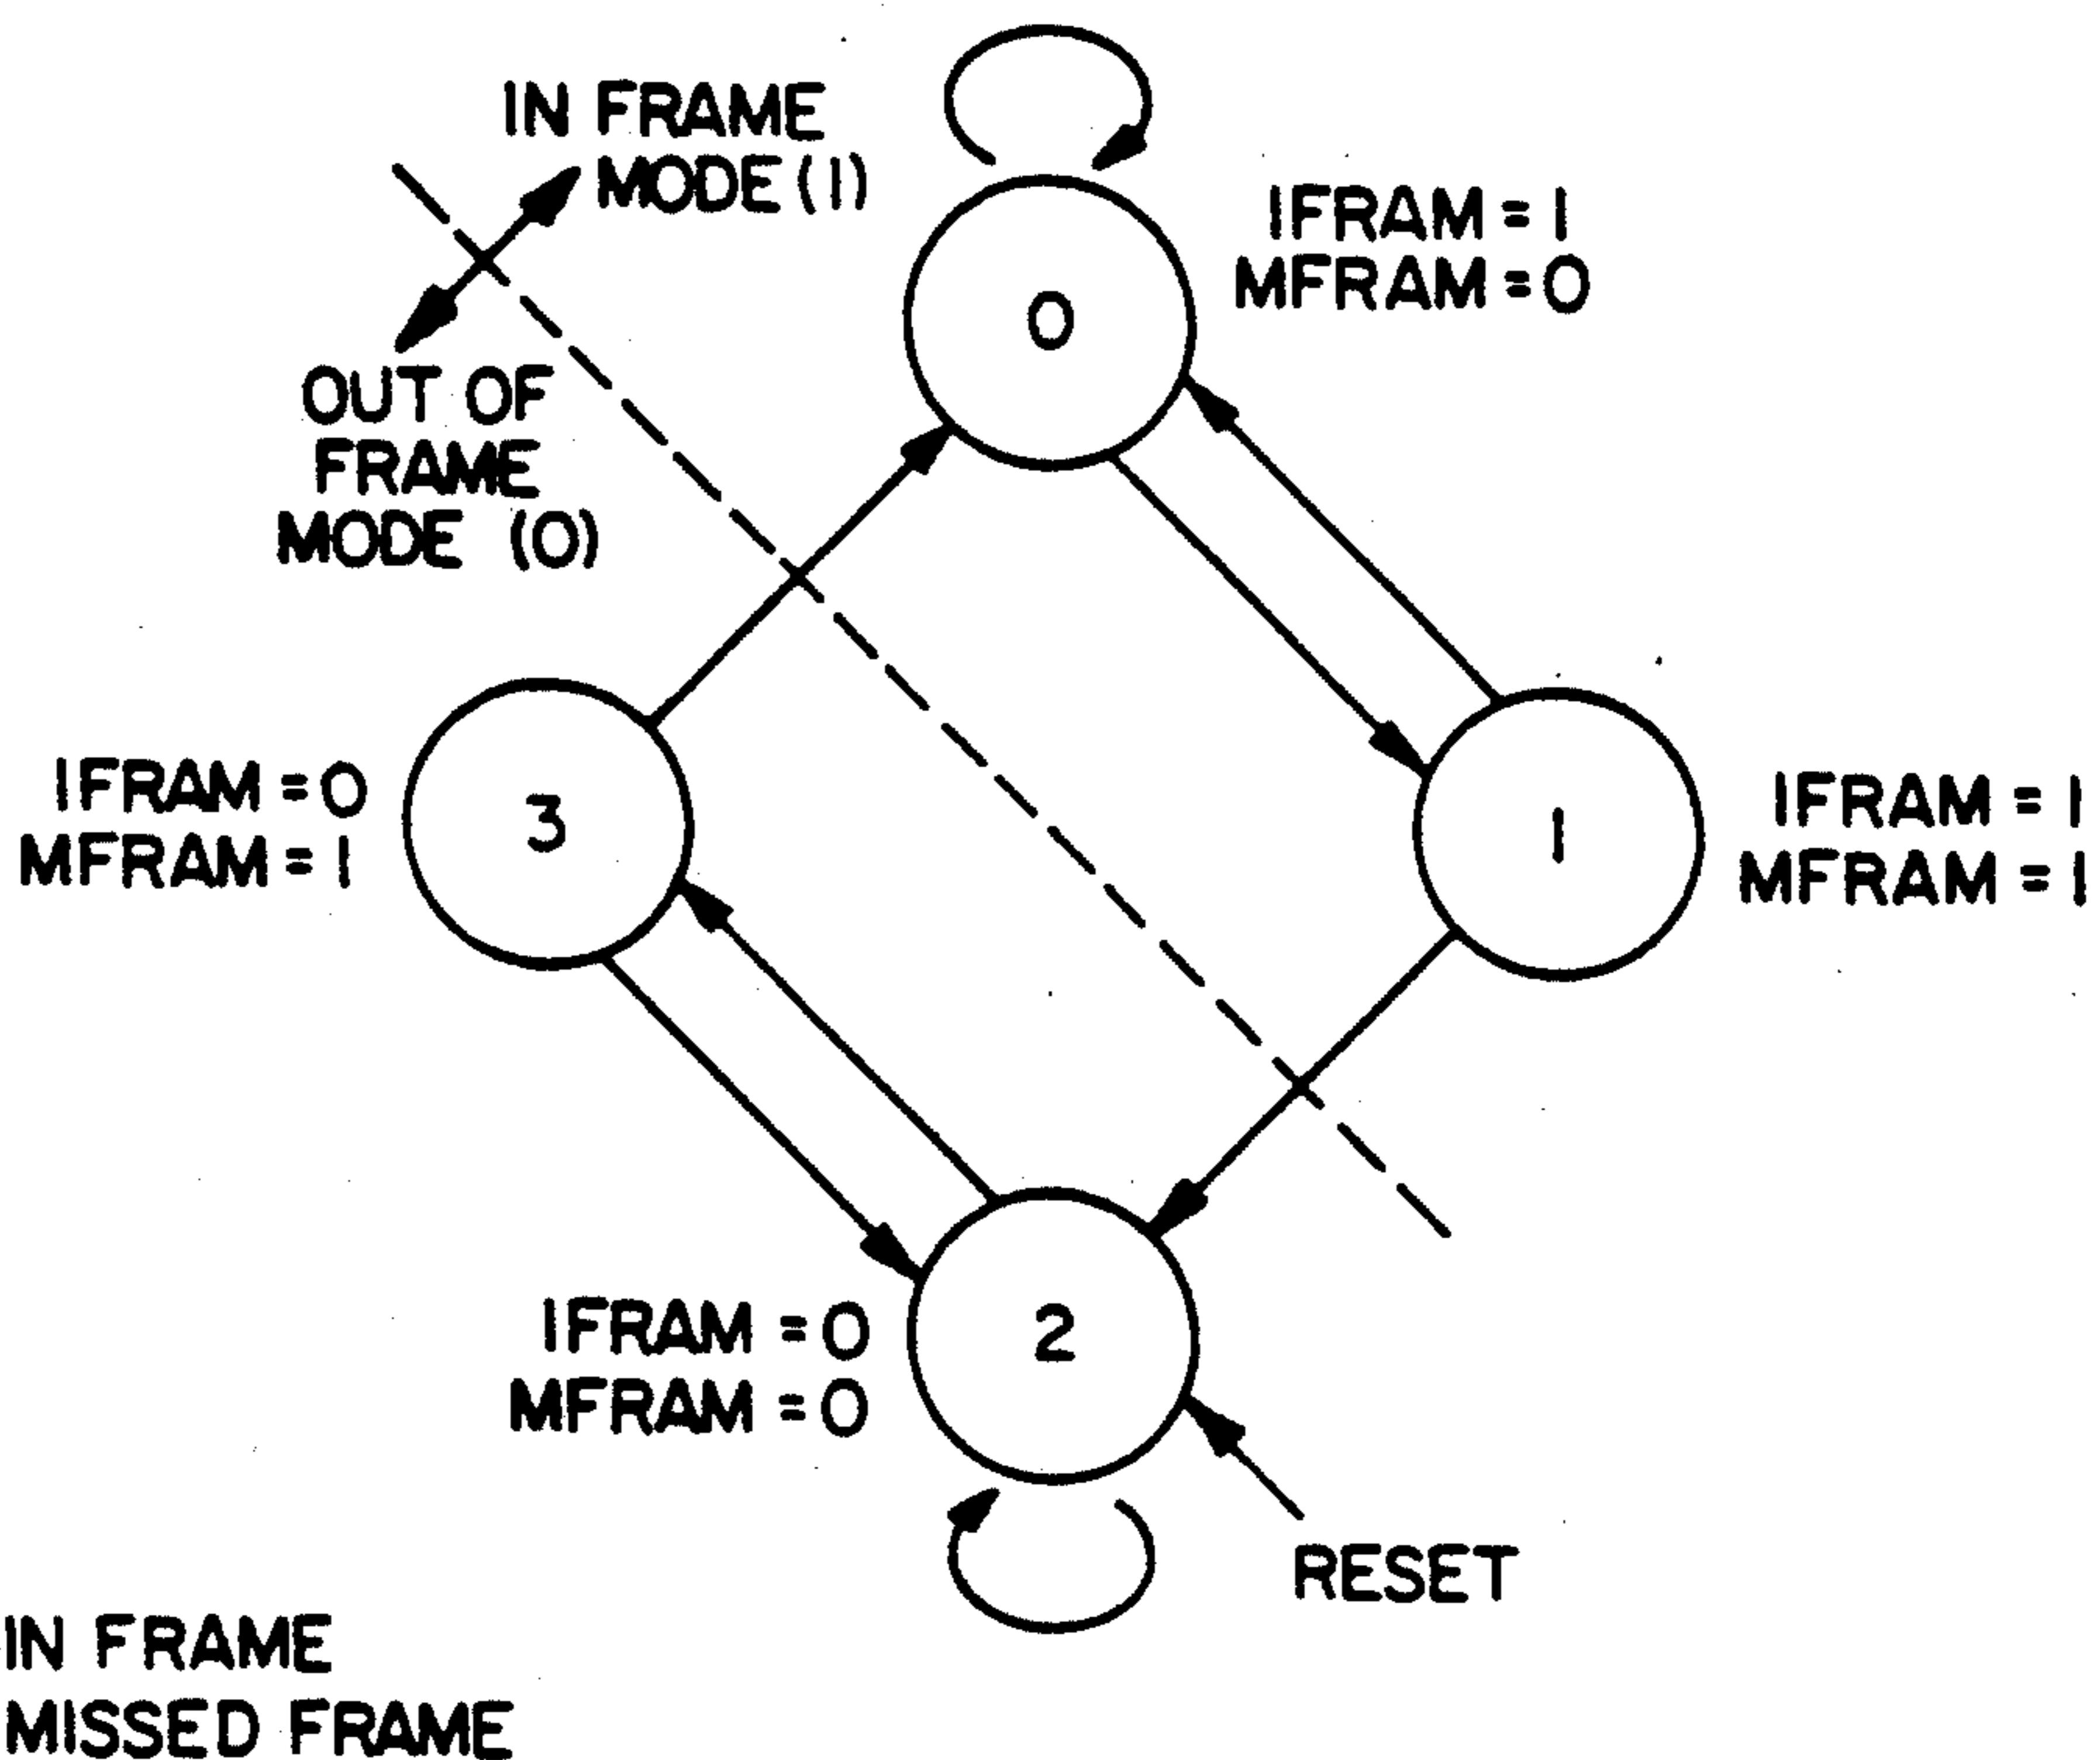 IN FRAME
MODE (1)
OUT OF
FRAME
MODE (0)
0
IFRAM = 1
MFRAM = 0
3
IFRAM = 0
MFRAM = 1
1
IFRAM = 1
MFRAM = 1
2
IFRAM = 0
MFRAM = 0
RESET
IN FRAME
MISSED FRAME